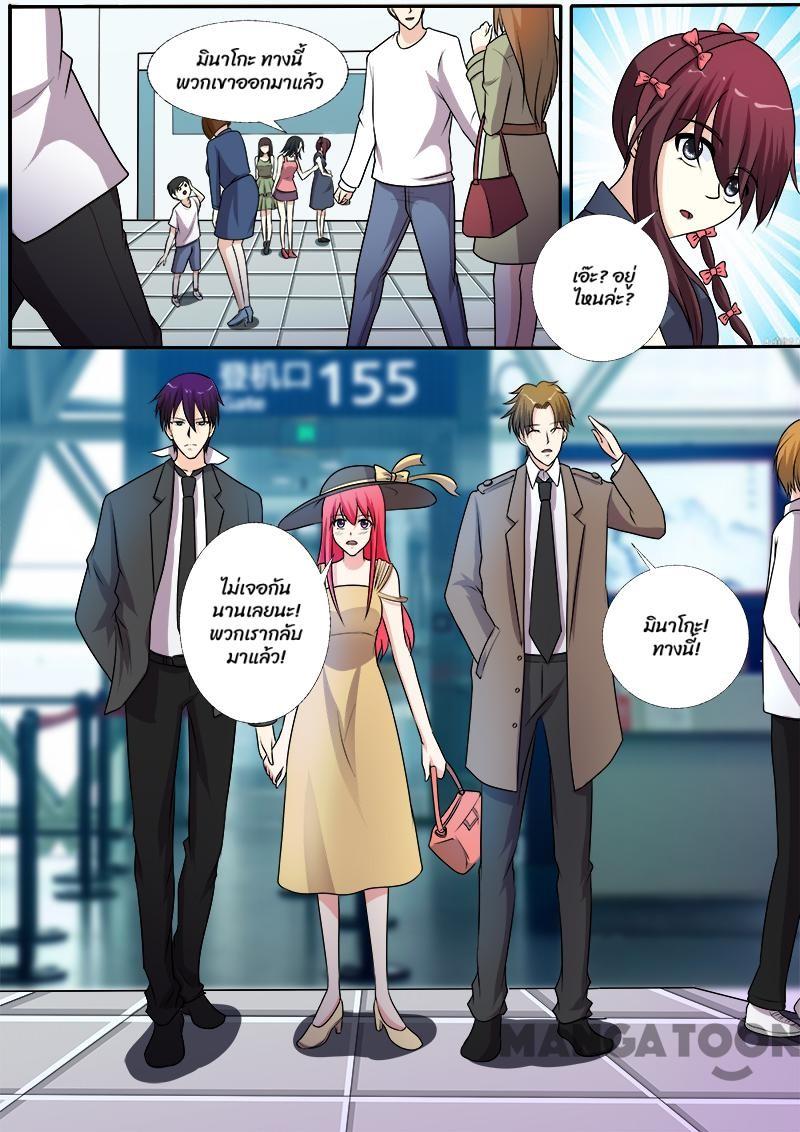 มินาโกะ ทางนี้
พวกเขาออกมาแล้ว
เอ๊ะ? อยู่
ไหนล่ะ?
登机口 155
Gate
ไม่เจอกัน
นานเลยนะ!
พวกเรากลับ
มาแล้ว!
มินาโกะ!
ทางนี้!
MANGATOON